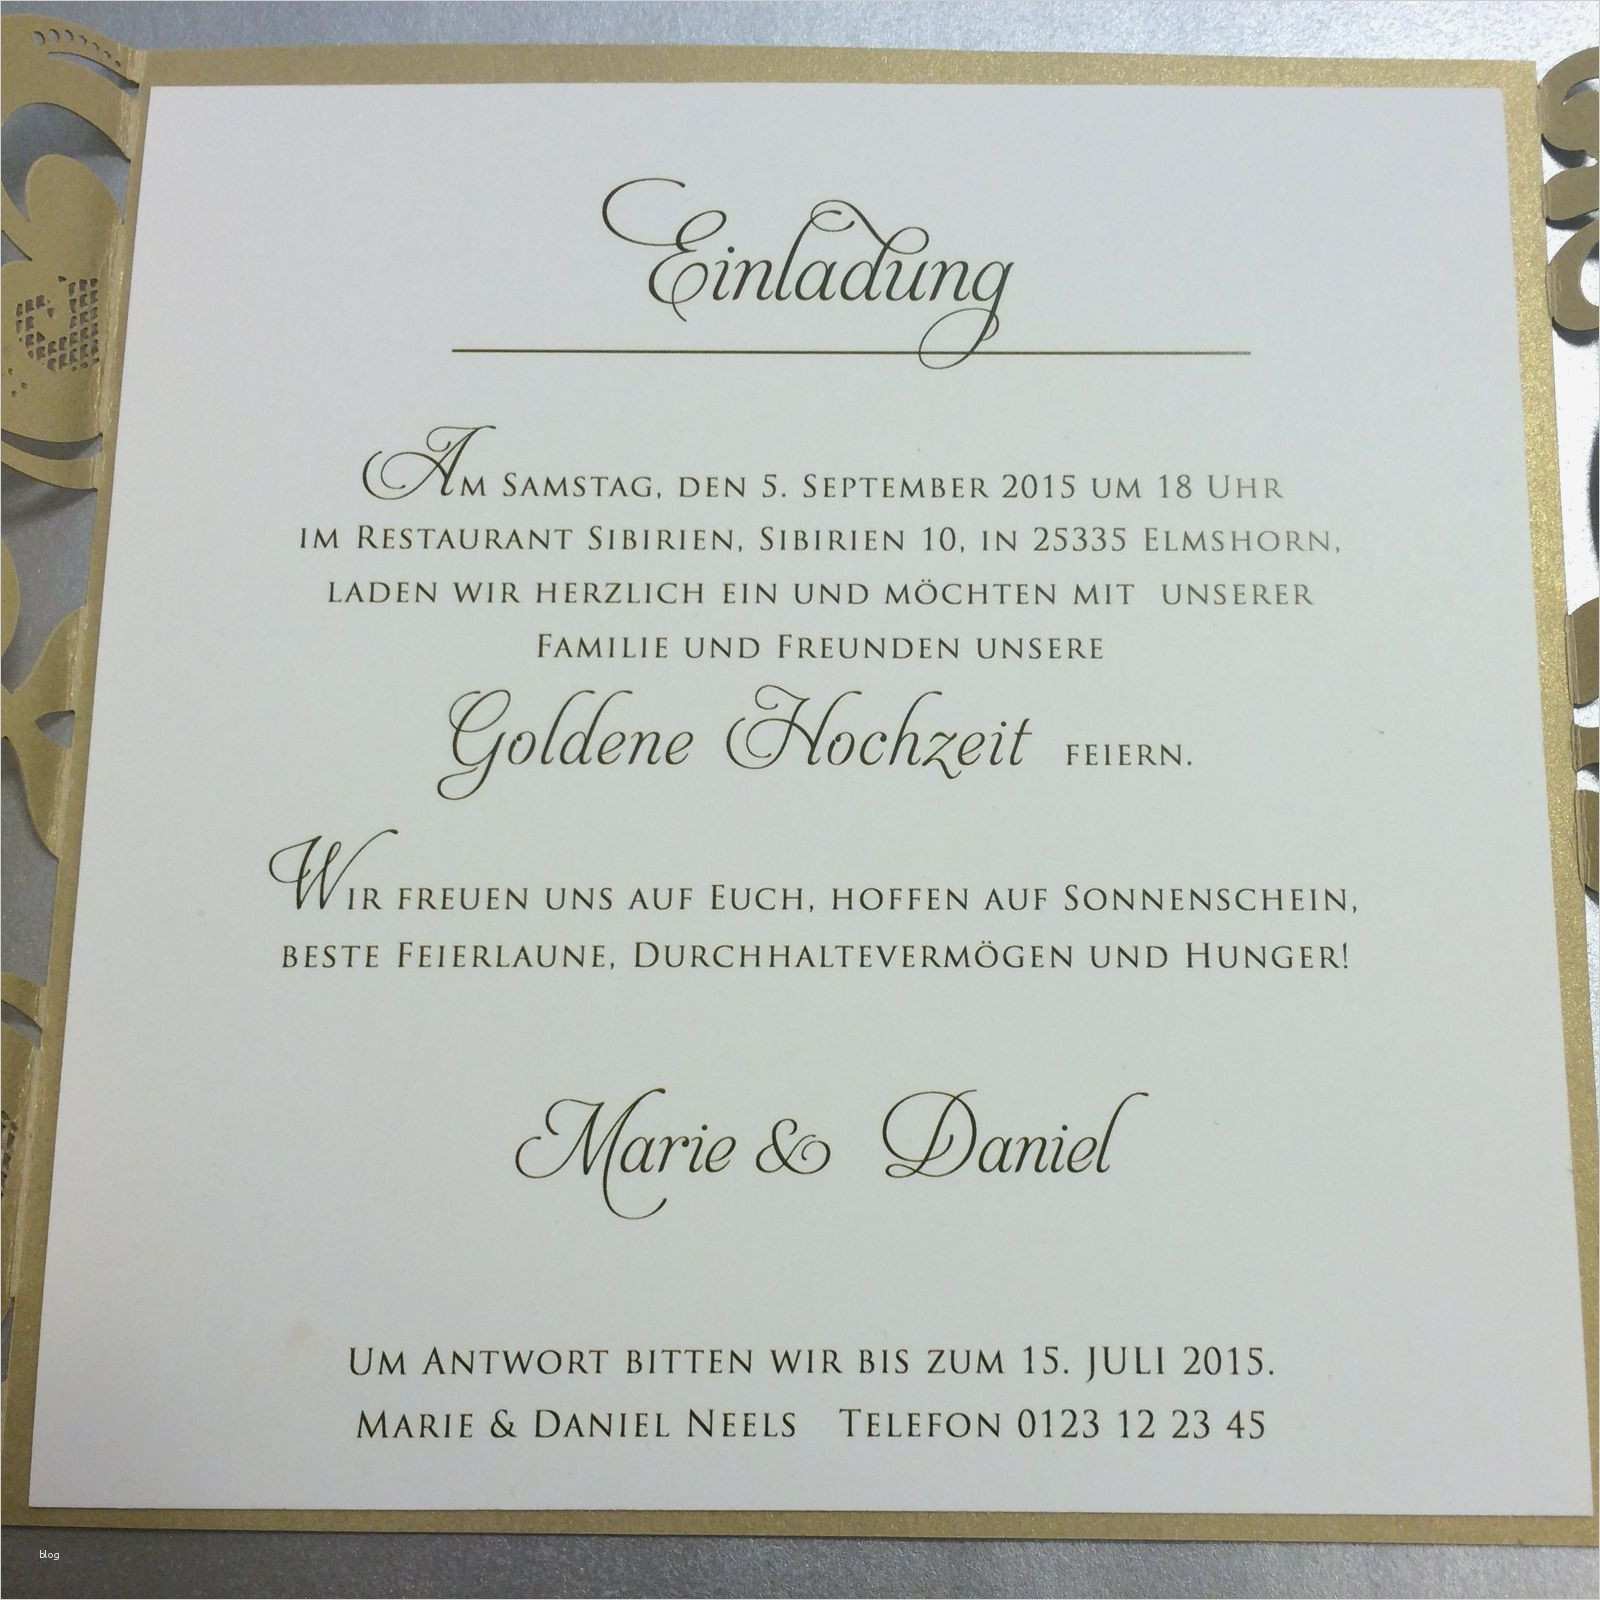 Einladung
Am Samstag, den 5. September 2015 um 18 Uhr
im Restaurant Sibirien, Sibirien 10, in 25335 Elmshorn,
laden wir herzlich ein und möchten mit unserer
Familie und Freunden unsere
Goldene Hochzeit feiern.
Wir freuen uns auf Euch, hoffen auf Sonnenschein,
beste Feierlaune, Durchhaltevermögen und Hunger!
Marie & Daniel
Um Antwort bitten wir bis zum 15. JULI 2015.
Marie & Daniel Neels Telefon 0123 12 23 45
blog